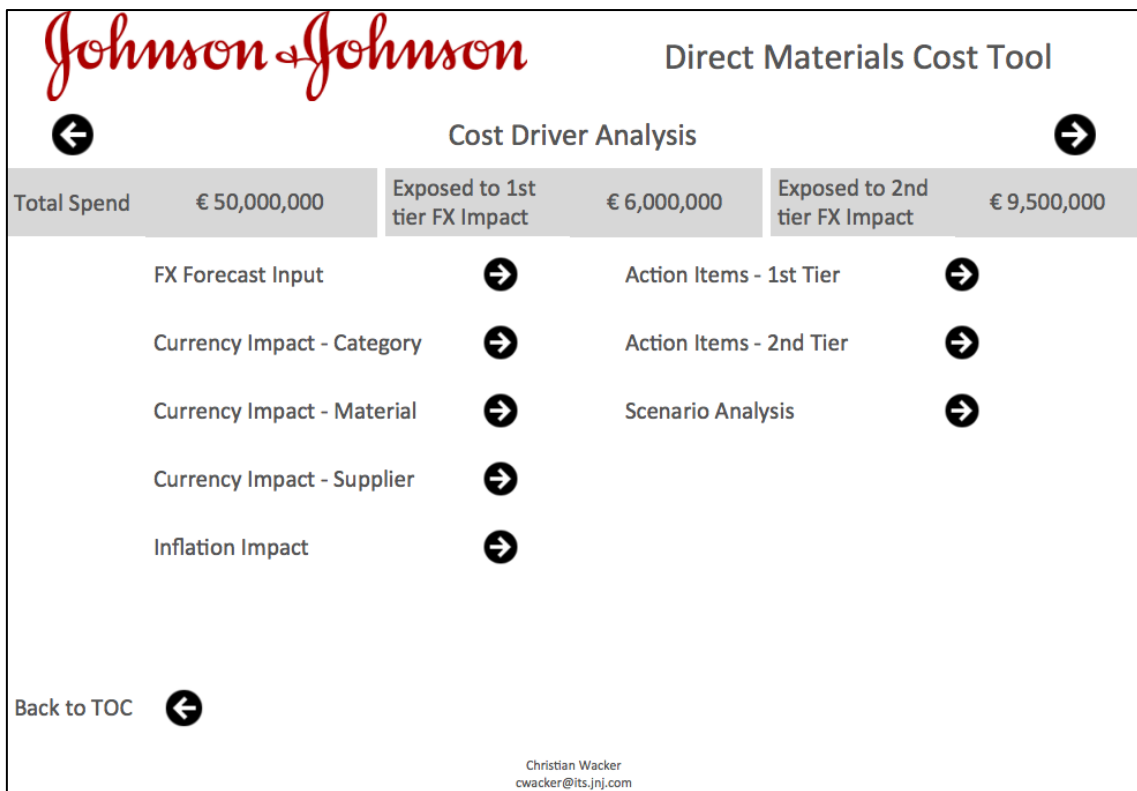 Johnson & Johnson
Direct Materials Cost Tool
Cost Driver Analysis
Total Spend
€ 50,000,000
Exposed to 1st
tier FX Impact
€ 6,000,000
Exposed to 2nd
tier FX Impact
€ 9,500,000
FX Forecast Input
Action Items - 1st Tier
Currency Impact - Category
Action Items - 2nd Tier
Currency Impact - Material
Scenario Analysis
Currency Impact - Supplier
Inflation Impact
Back to TOC
Christian Wacker
cwacker@its.jnj.com